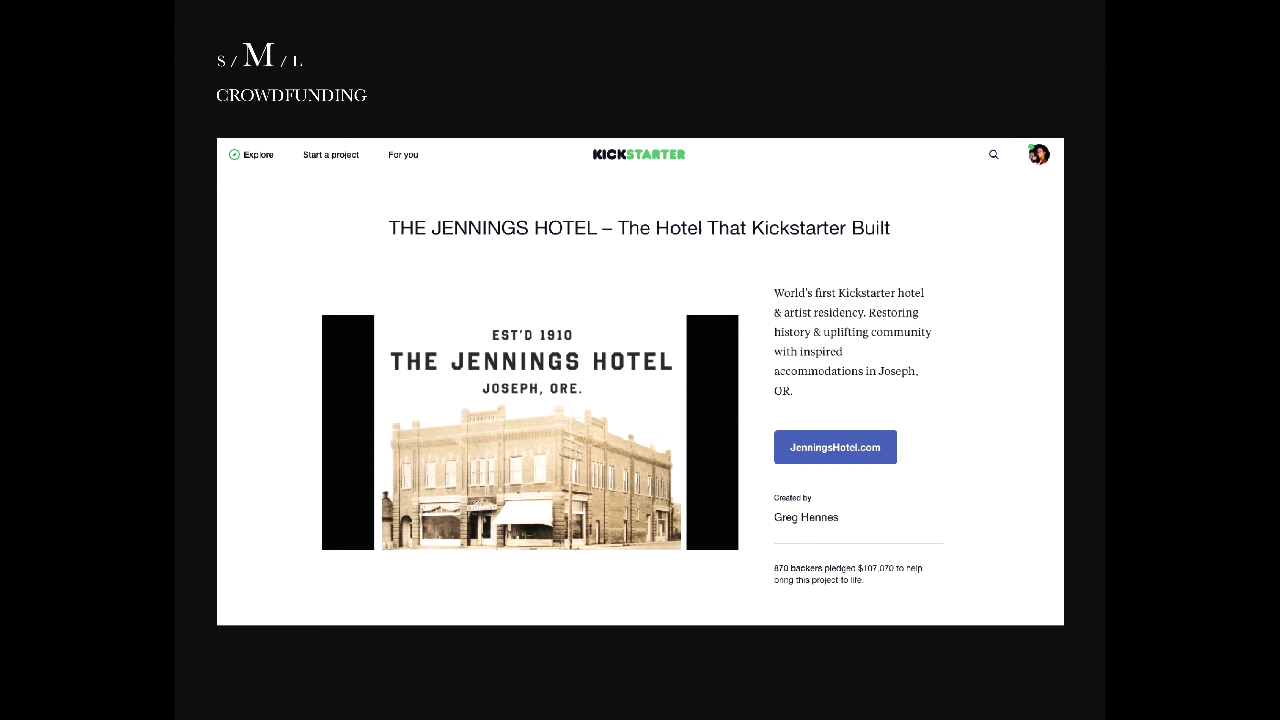 S / M / L
CROWDFUNDING
Explore Start a project For you KICKSTARTER
THE JENNINGS HOTEL – The Hotel That Kickstarter Built
EST'D 1910
THE JENNINGS HOTEL
JOSEPH, ORE.
World's first Kickstarter hotel
& artist residency. Restoring
history & uplifting community
with inspired
accommodations in Joseph,
OR.
JenningsHotel.com
Created by
Greg Hennes
870 backers pledged $107,070 to help
bring this project to life.